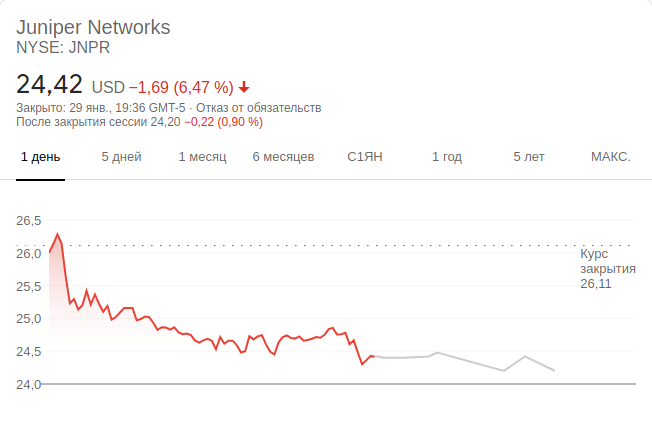 Juniper Networks
NYSE: JNPR
24,42 USD −1,69 (6,47 %)
Закрыто: 29 янв., 19:36 GMT-5 · Отказ от обязательств
После закрытия сессии 24,20 −0,22 (0,90 %)
1 день 5 дней 1 месяц 6 месяцев С1ЯН 1 год 5 лет МАКС.
26,5
26,0
25,5
25,0
24,5
24,0
Курс
закрытия
26,11